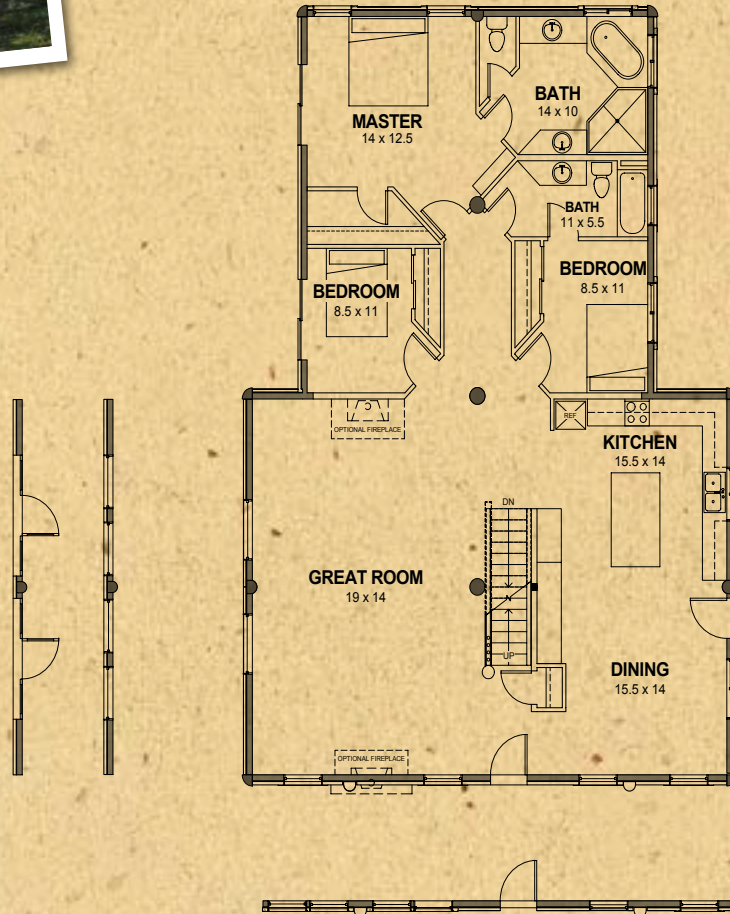 BATH
14 x 10
MASTER
14 x 12.5
BATH
11 x 5.5
BEDROOM
8.5 x 11
BEDROOM
8.5 x 11
OPTIONAL FIREPLACE
REF
KITCHEN
15.5 x 14
DN
GREAT ROOM
19 x 14
UP
DINING
15.5 x 14
OPTIONAL FIREPLACE